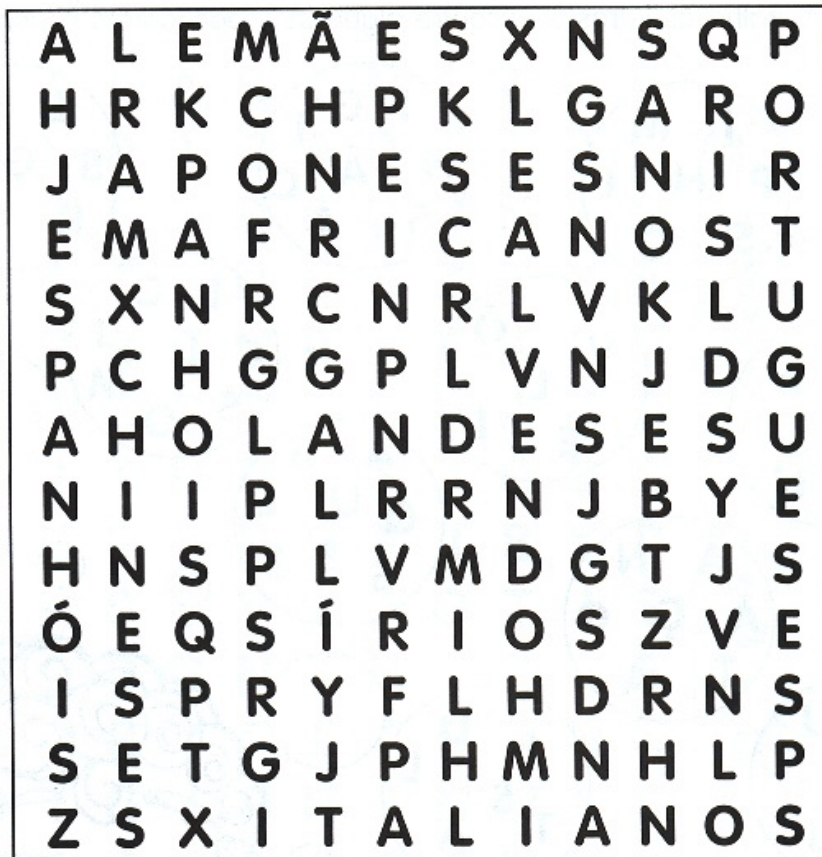 A L E M Ã E S X N S Q P
H R K C H P K L G A R O
J A P O N E S E S N I R
E M A F R I C A N O S T
S X N R C N R L V K L U
P C H G G P L V N J D G
A H O L A N D E S E S U
N I I P L R R N J B Y E
H N S P L V M D G T J S
Ó E Q S Í R I O S Z V E
I S P R Y F L H D R N S
S E T G J P H M N H L P
Z S X I T A L I A N O S